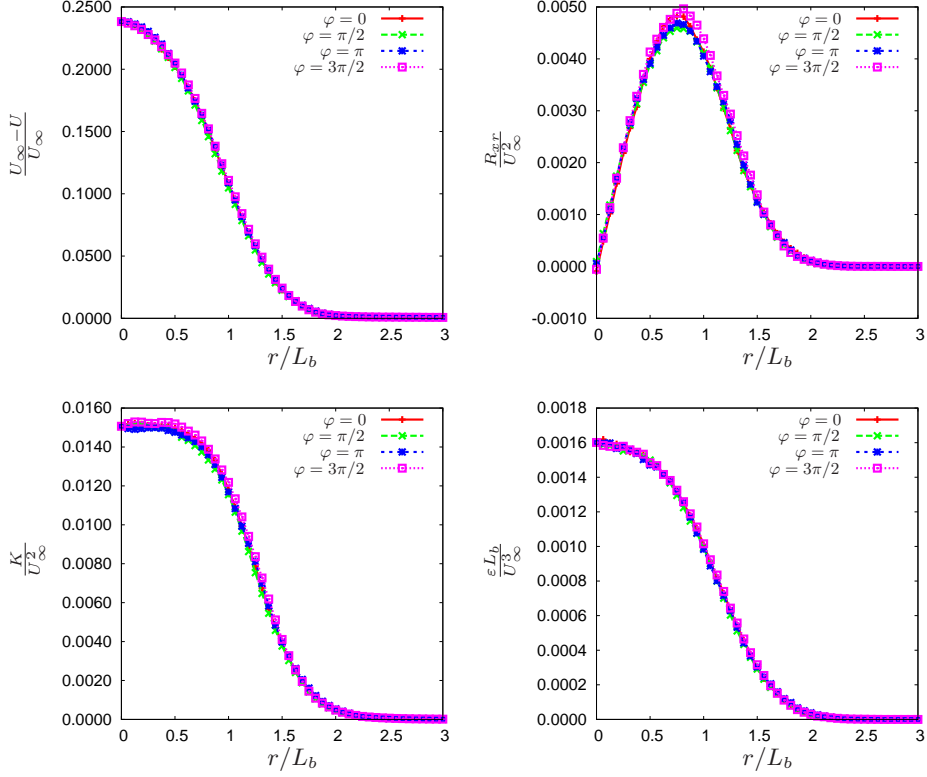 0.2500
0.2000
0.1500
0.1000
0.0500
0.0000
0 0.5 1 1.5 2 2.5 3
U∞−U
U∞
r/L_b
φ = 0
φ = π/2
φ = π
φ = 3π/2
0.0050
0.0040
0.0030
0.0020
0.0010
0.0000
-0.0010
0 0.5 1 1.5 2 2.5 3
R_xr
U∞^2
r/L_b
φ = 0
φ = π/2
φ = π
φ = 3π/2
0.0160
0.0140
0.0120
0.0100
0.0080
0.0060
0.0040
0.0020
0.0000
0 0.5 1 1.5 2 2.5 3
K
U∞^2
r/L_b
φ = 0
φ = π/2
φ = π
φ = 3π/2
0.0018
0.0016
0.0014
0.0012
0.0010
0.0008
0.0006
0.0004
0.0002
0.0000
0 0.5 1 1.5 2 2.5 3
εL_b
U∞^3
r/L_b
φ = 0
φ = π/2
φ = π
φ = 3π/2